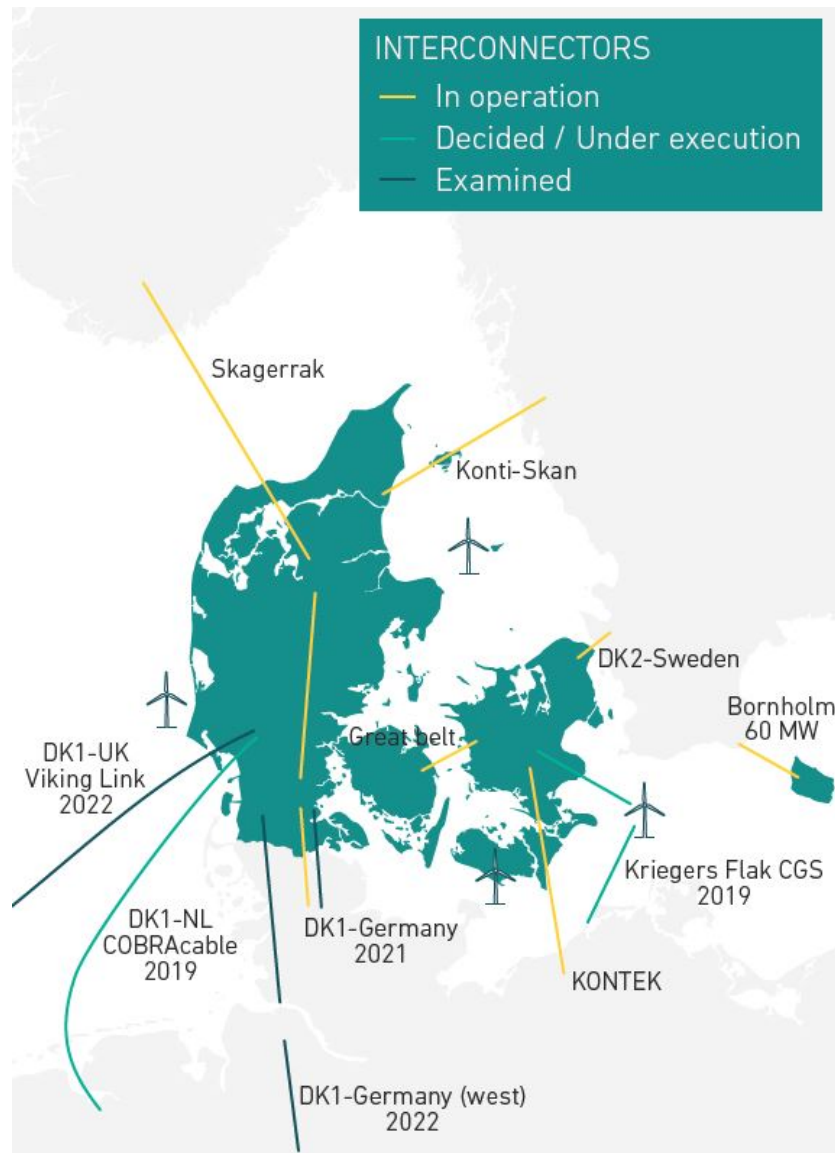 INTERCONNECTORS
In operation
Decided / Under execution
Examined
Skagerrak
Konti-Skan
DK2-Sweden
Bornholm
60 MW
Great belt
DK1-UK
Viking Link
2022
Kriegers Flak CGS
2019
DK1-NL
COBRAcable
2019
DK1-Germany
2021
KONTEK
DK1-Germany (west)
2022